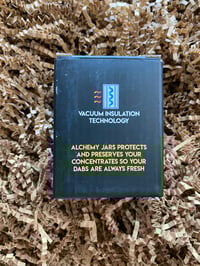 VACUUM INSULATION
TECHNOLOGY
ALCHEMY JARS PROTECTS
AND PRESERVES YOUR
CONCENTRATES SO YOUR
DABS ARE ALWAYS FRESH